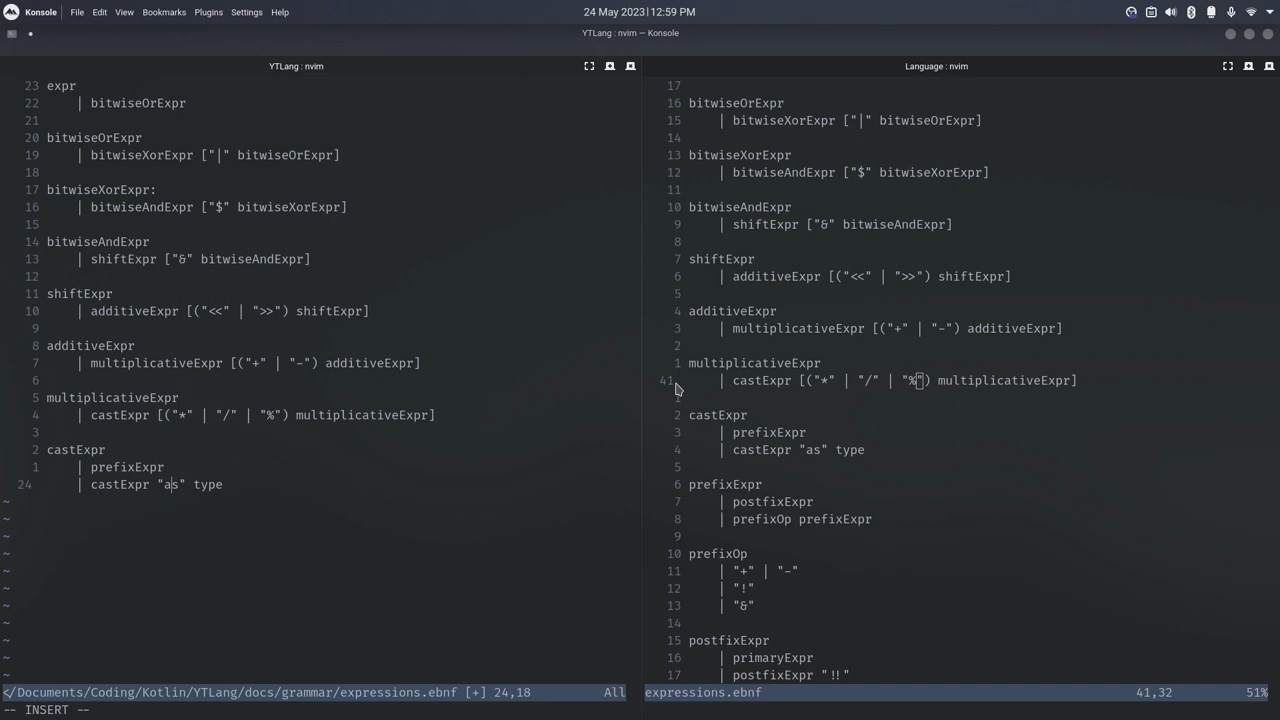 Konsole File Edit View Bookmarks Plugins Settings Help 24 May 2023|12:59 PM
YTLang : nvim — Konsole
YTLang : nvim
23 expr
22     | bitwiseOrExpr
21
20 bitwiseOrExpr
19     | bitwiseXorExpr ["|" bitwiseOrExpr]
18
17 bitwiseXorExpr:
16     | bitwiseAndExpr ["$" bitwiseXorExpr]
15
14 bitwiseAndExpr
13     | shiftExpr ["&" bitwiseAndExpr]
12
11 shiftExpr
10     | additiveExpr [("<<" | ">>") shiftExpr]
9
8 additiveExpr
7     | multiplicativeExpr [("+" | "-") additiveExpr]
6
5 multiplicativeExpr
4     | castExpr [("*" | "/" | "%") multiplicativeExpr]
3
2 castExpr
1     | prefixExpr
24     | castExpr "as" type
~
~
~
~
~
~
~
~
~
~
~
</Documents/Coding/Kotlin/YTLang/docs/grammar/expressions.ebnf [+] 24,18 All
-- INSERT --
Language : nvim
17
16 bitwiseOrExpr
15     | bitwiseXorExpr ["|" bitwiseOrExpr]
14
13 bitwiseXorExpr
12     | bitwiseAndExpr ["$" bitwiseXorExpr]
11
10 bitwiseAndExpr
9     | shiftExpr ["&" bitwiseAndExpr]
8
7 shiftExpr
6     | additiveExpr [("<<" | ">>") shiftExpr]
5
4 additiveExpr
3     | multiplicativeExpr [("+" | "-") additiveExpr]
2
1 multiplicativeExpr
41     | castExpr [("*" | "/" | "%") multiplicativeExpr]
1
2 castExpr
3     | prefixExpr
4     | castExpr "as" type
5
6 prefixExpr
7     | postfixExpr
8     | prefixOp prefixExpr
9
10 prefixOp
11     | "+" | "-"
12     | "!"
13     | "&"
14
15 postfixExpr
16     | primaryExpr
17     | postfixExpr "!!"
expressions.ebnf 41,32 51%